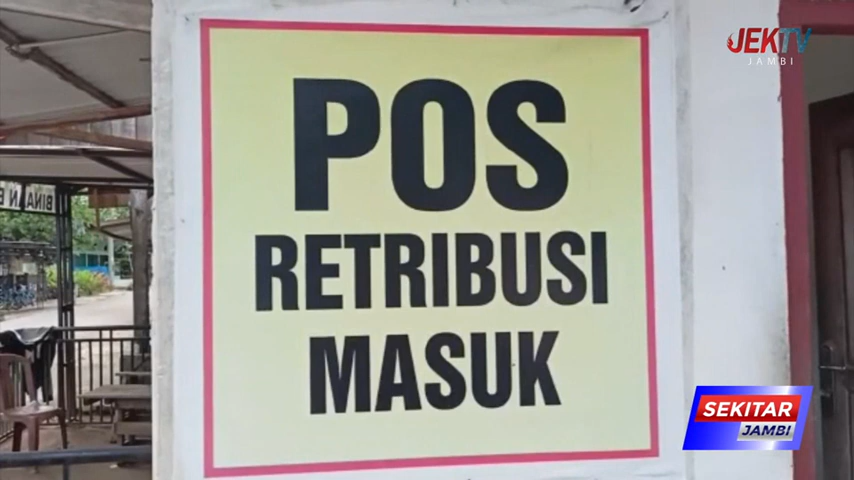 JEKTV
JAMBI
POS
RETRIBUSI
MASUK
SEKITAR
JAMBI